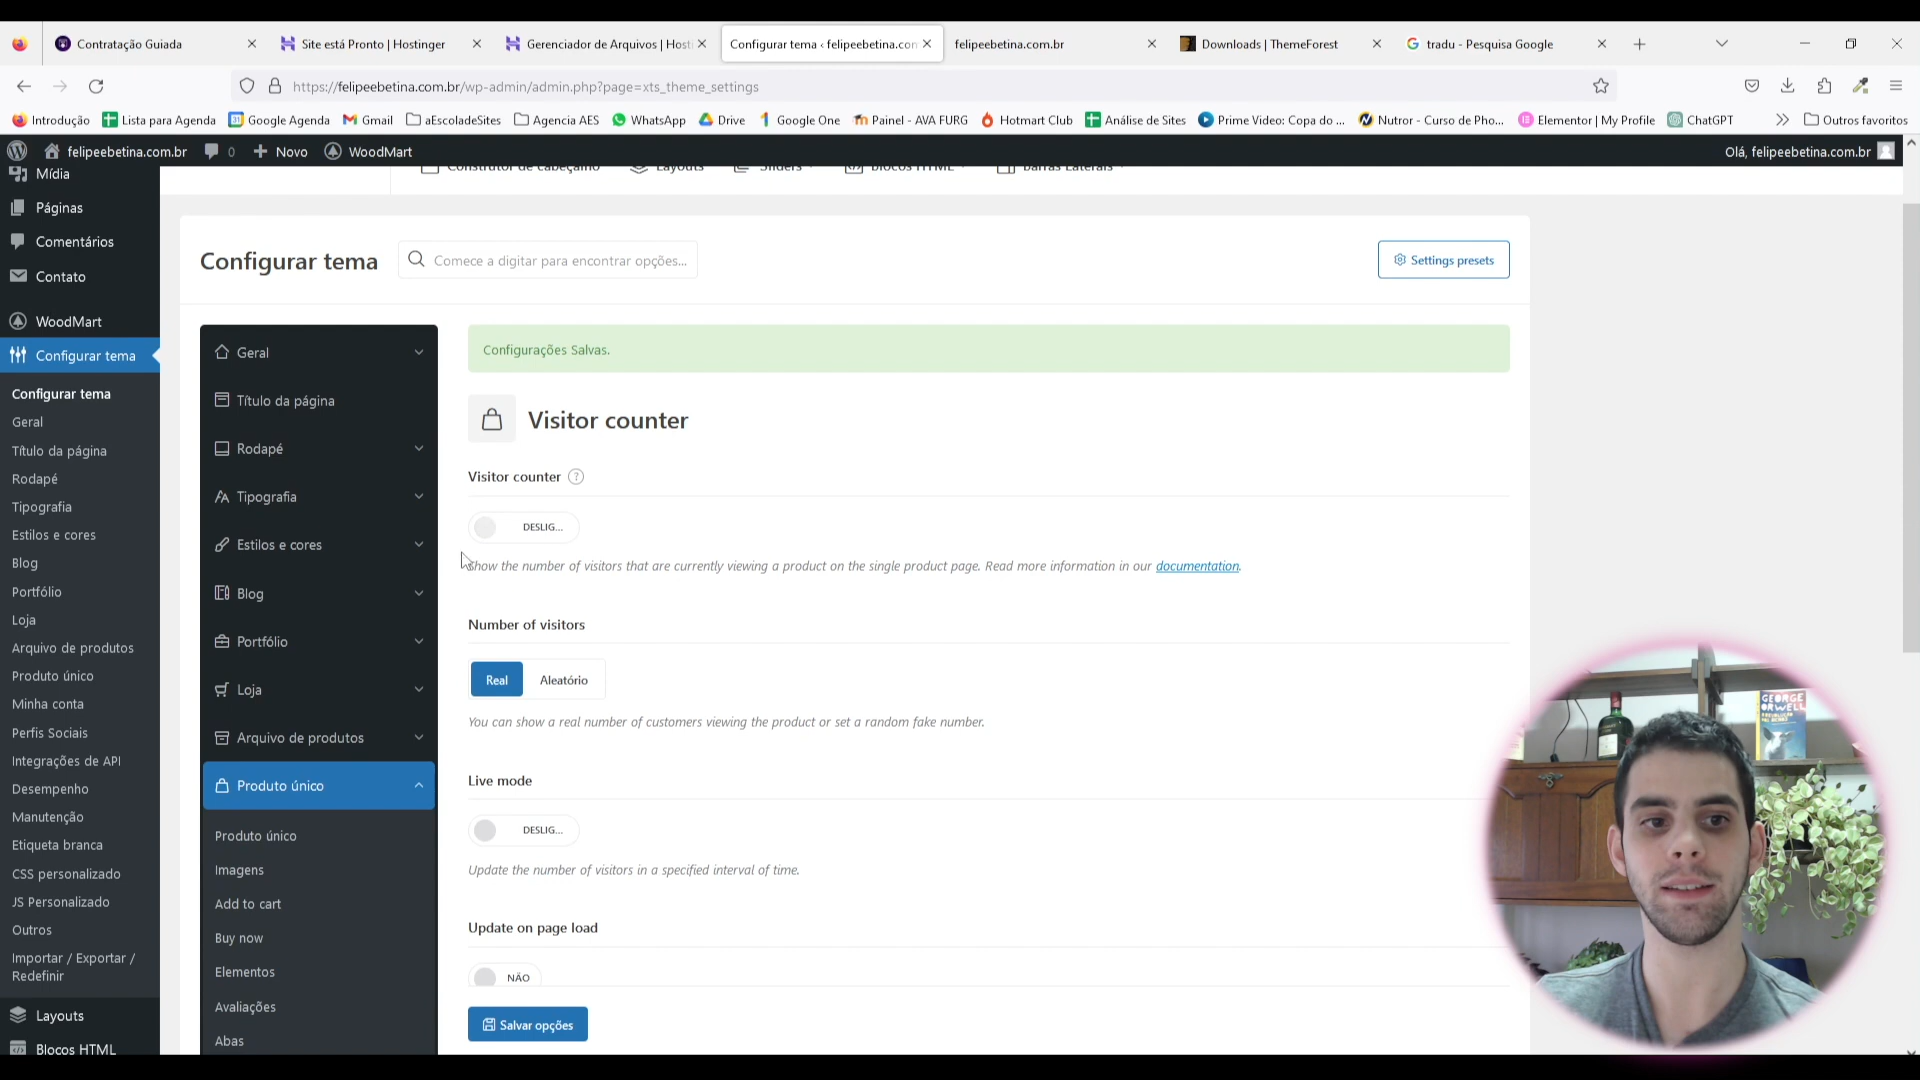 Contratação Guiada
Site está Pronto | Hostinger
Gerenciador de Arquivos | Host
Configurar tema ‹ felipeebetina.con
felipeebetina.com.br
Downloads | ThemeForest
tradu - Pesquisa Google
https://felipeebetina.com.br/wp-admin/admin.php?page=xts_theme_settings
Introdução
Lista para Agenda
Google Agenda
Gmail
aEscoladeSites
Agencia AES
WhatsApp
Drive
Google One
Painel - AVA FURG
Hotmart Club
Análise de Sites
Prime Video: Copa do ...
Nutror - Curso de Pho...
Elementor | My Profile
ChatGPT
Outros favoritos
felipeebetina.com.br
0
Novo
WoodMart
Olá, felipeebetina.com.br
Construtor de cabeçalho
Layouts
Sliders
Blocos HTML
Barras Laterais
Mídia
Páginas
Comentários
Contato
WoodMart
Configurar tema
Configurar tema
Geral
Título da página
Rodapé
Tipografia
Estilos e cores
Blog
Portfólio
Loja
Arquivo de produtos
Produto único
Minha conta
Perfis Sociais
Integrações de API
Desempenho
Manutenção
Etiqueta branca
CSS personalizado
JS Personalizado
Outros
Importar / Exportar /
Redefinir
Layouts
Blocos HTML
Configurar tema
Comece a digitar para encontrar opções...
Settings presets
Geral
Título da página
Rodapé
Tipografia
Estilos e cores
Blog
Portfólio
Loja
Arquivo de produtos
Produto único
Produto único
Imagens
Add to cart
Buy now
Elementos
Avaliações
Abas
Configurações Salvas.
Visitor counter
Visitor counter ?
DESLIG...
Show the number of visitors that are currently viewing a product on the single product page. Read more information in our documentation.
Number of visitors
Real
Aleatório
You can show a real number of customers viewing the product or set a random fake number.
Live mode
DESLIG...
Update the number of visitors in a specified interval of time.
Update on page load
NÃO
Salvar opções
GEORGE
ORWELL